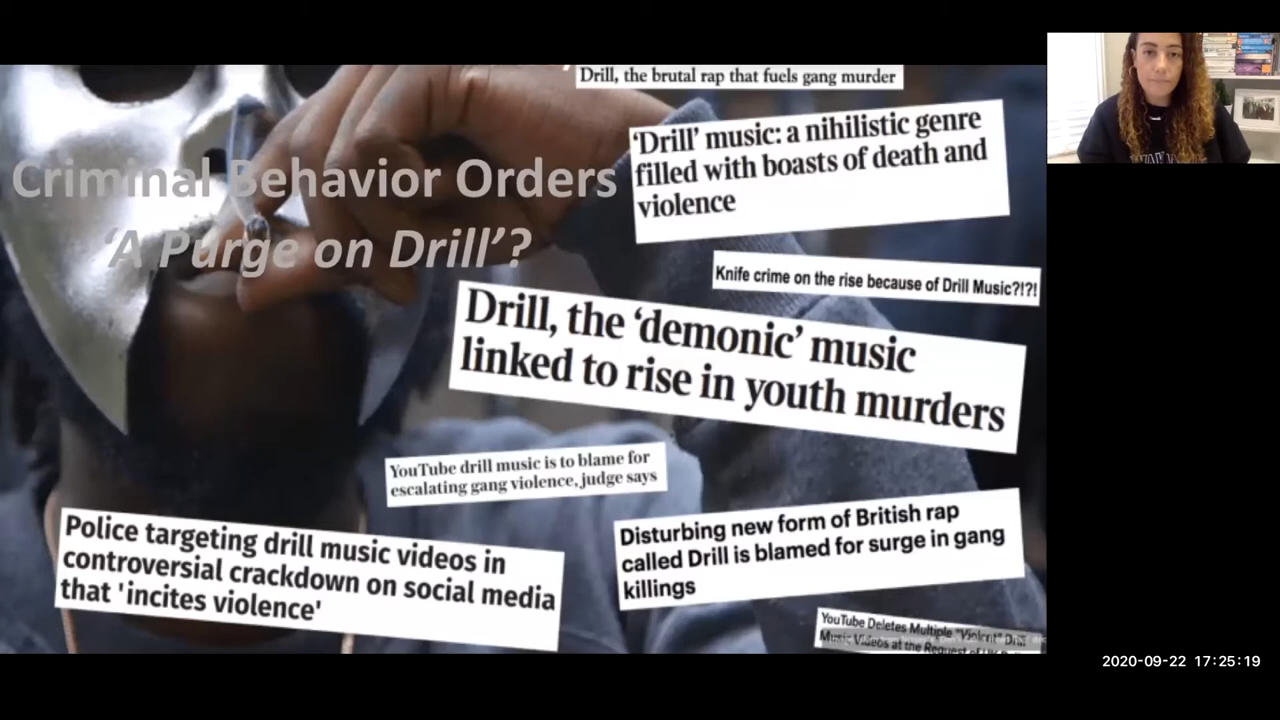 Drill, the brutal rap that fuels gang murder
Criminal Behavior Orders
‘A Purge on Drill’?
‘Drill’ music: a nihilistic genre
filled with boasts of death and
violence
Knife crime on the rise because of Drill Music?!?!
Drill, the ‘demonic’ music
linked to rise in youth murders
YouTube drill music is to blame for
escalating gang violence, judge says
Police targeting drill music videos in
controversial crackdown on social media
that 'incites violence'
Disturbing new form of British rap
called Drill is blamed for surge in gang
killings
YouTube Deletes Multiple "Violent" Drill
Music Videos at the Request of UK
2020-09-22 17:25:19